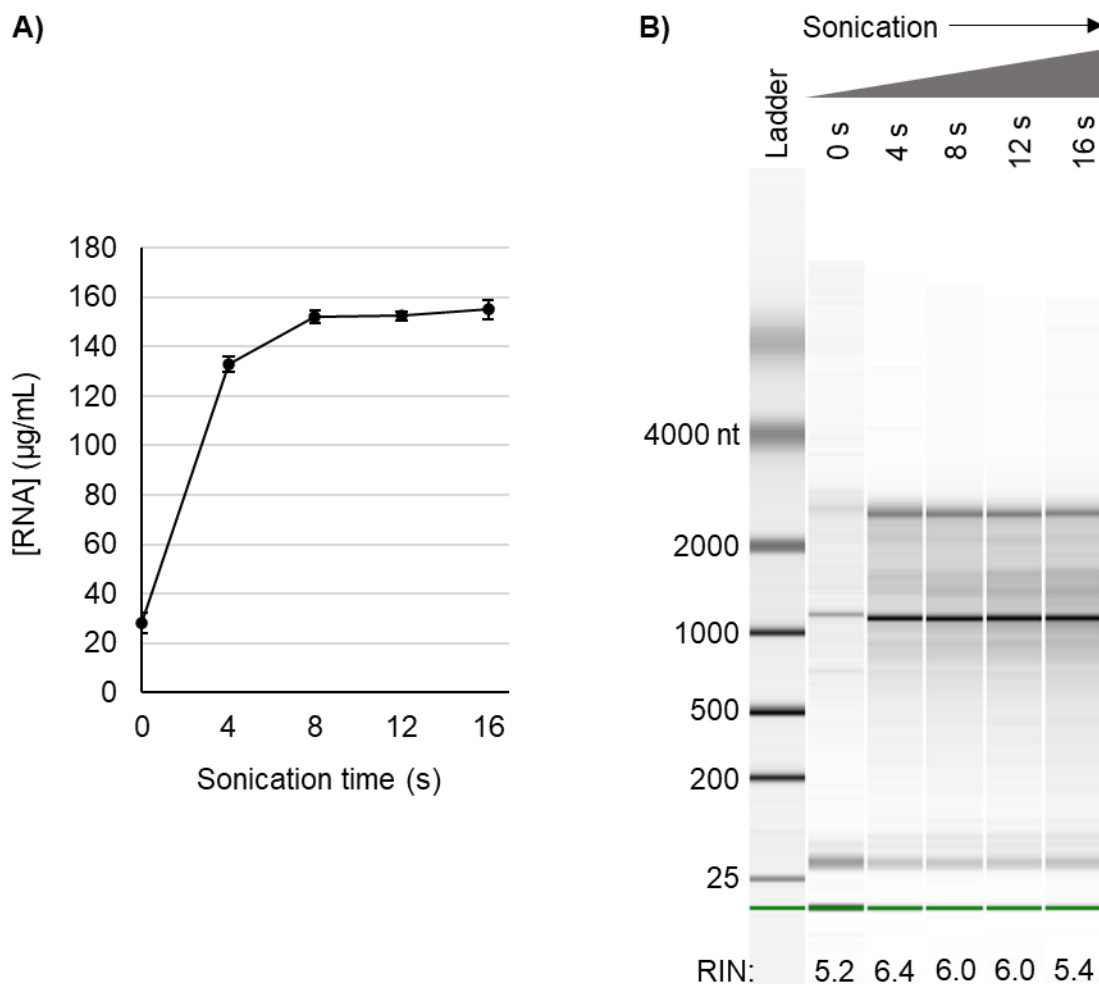 A)
180
160
140
120
100
80
60
40
20
0
[RNA] (µg/mL)
0 4 8 12 16
Sonication time (s)
B)
Sonication
Ladder
0 s
4 s
8 s
12 s
16 s
4000 nt
2000
1000
500
200
25
RIN: 5.2 6.4 6.0 6.0 5.4